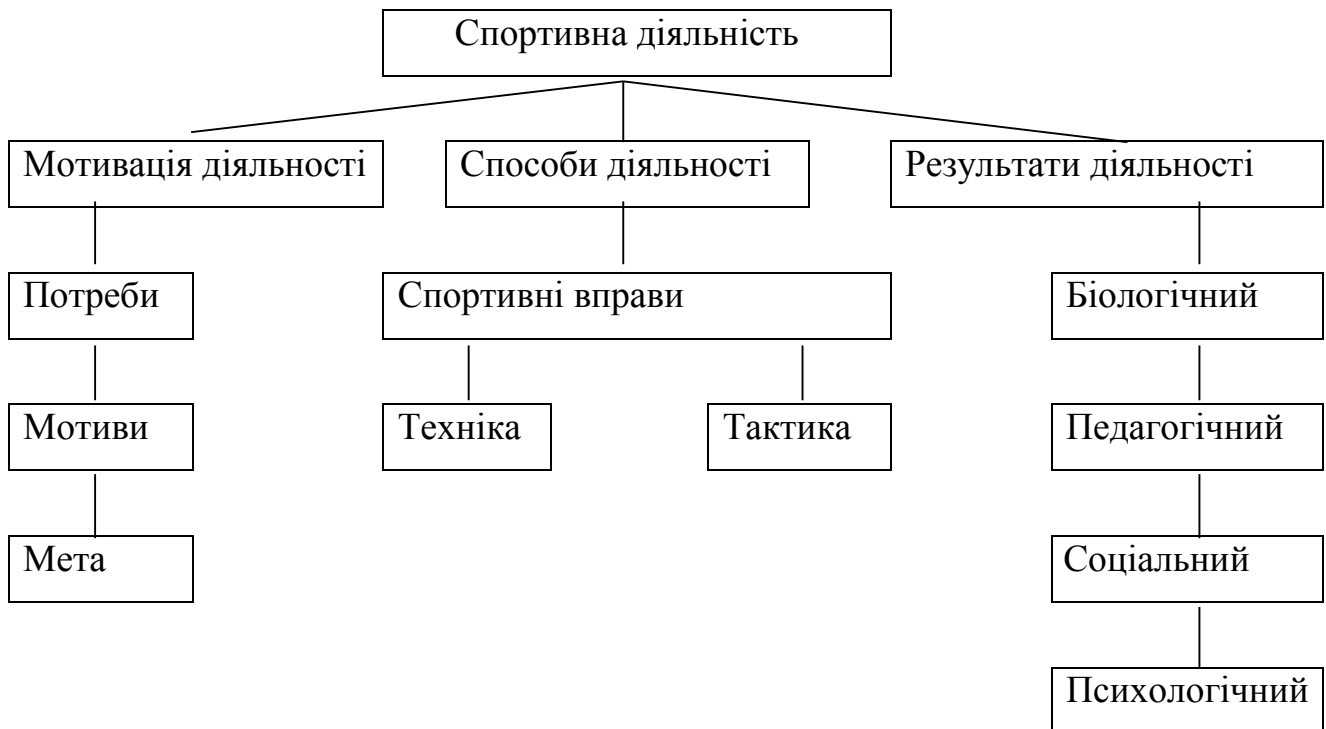 Спортивна діяльність
Мотивація діяльності
Способи діяльності
Результати діяльності
Потреби
Спортивні вправи
Біологічний
Мотиви
Техніка
Тактика
Педагогічний
Мета
Соціальний
Психологічний